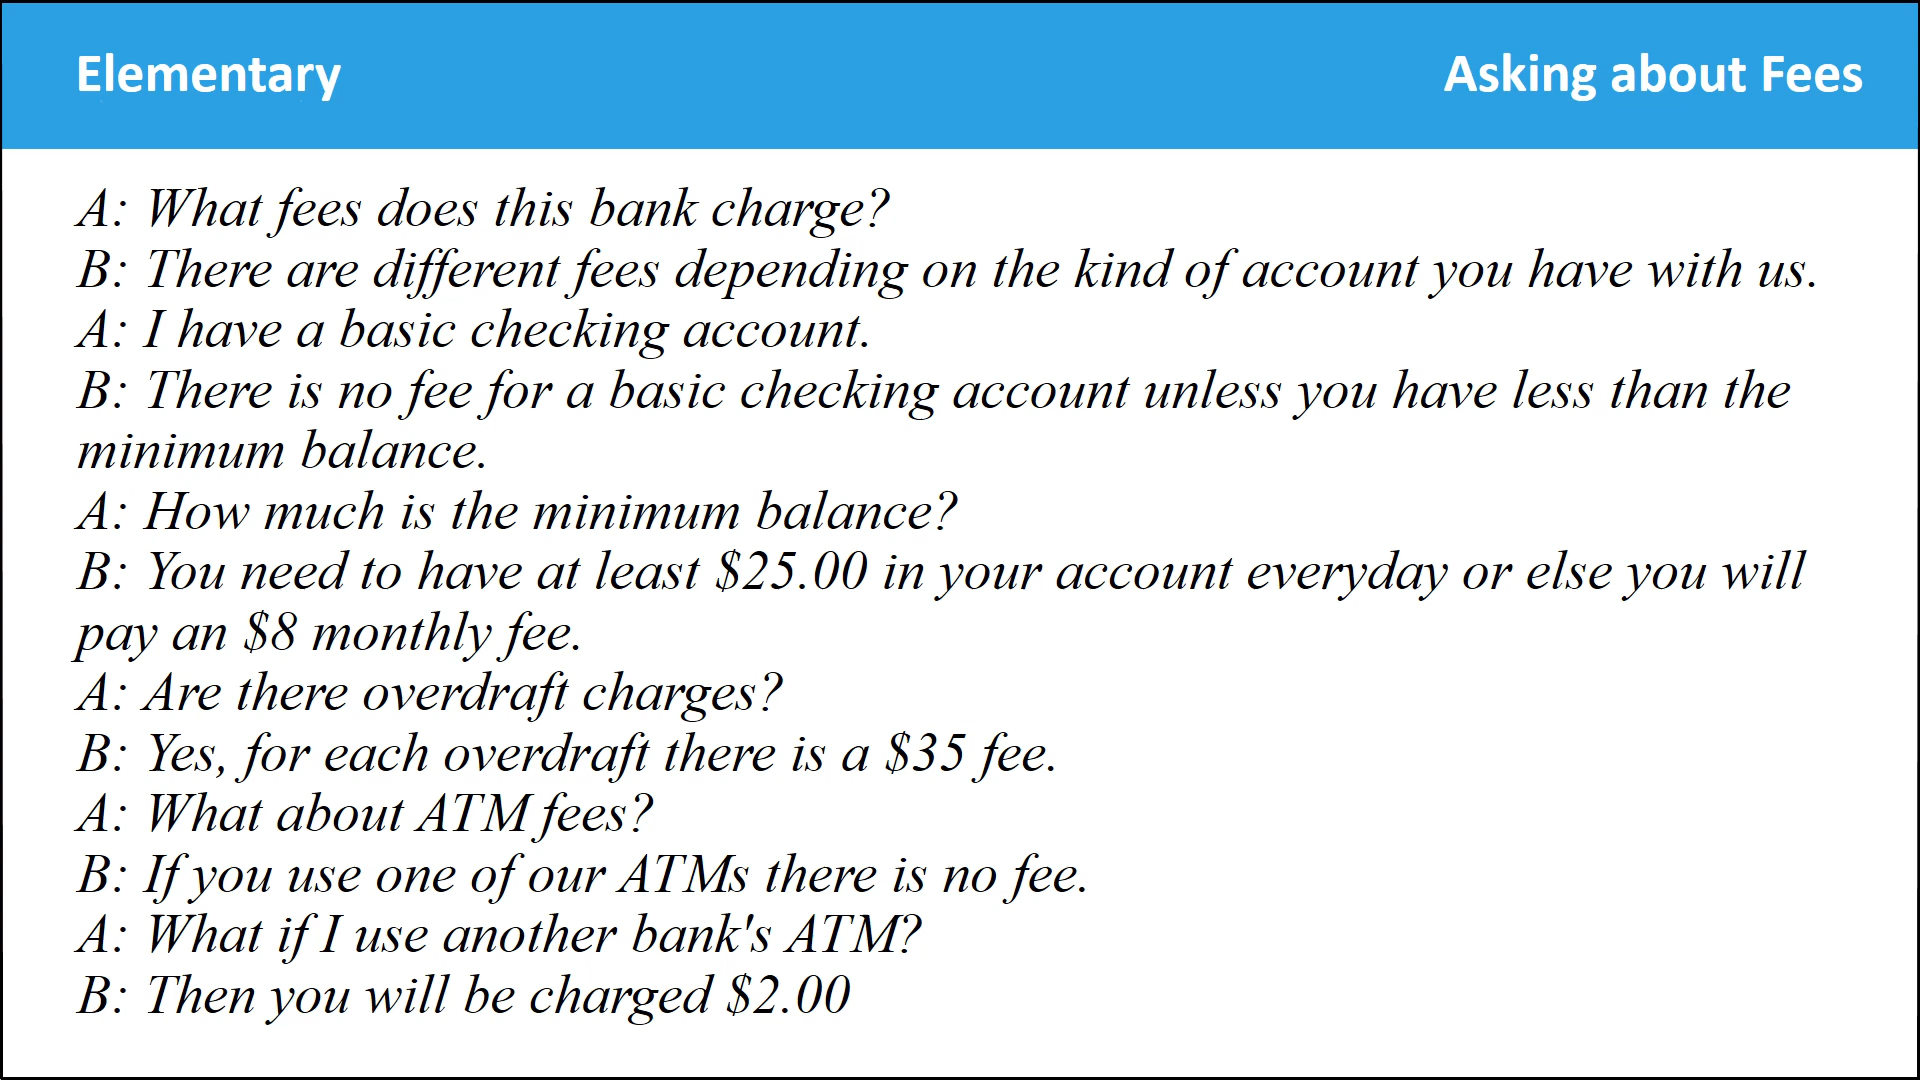 Elementary
Asking about Fees
A: What fees does this bank charge?
B: There are different fees depending on the kind of account you have with us.
A: I have a basic checking account.
B: There is no fee for a basic checking account unless you have less than the
minimum balance.
A: How much is the minimum balance?
B: You need to have at least $25.00 in your account everyday or else you will
pay an $8 monthly fee.
A: Are there overdraft charges?
B: Yes, for each overdraft there is a $35 fee.
A: What about ATM fees?
B: If you use one of our ATMs there is no fee.
A: What if I use another bank's ATM?
B: Then you will be charged $2.00